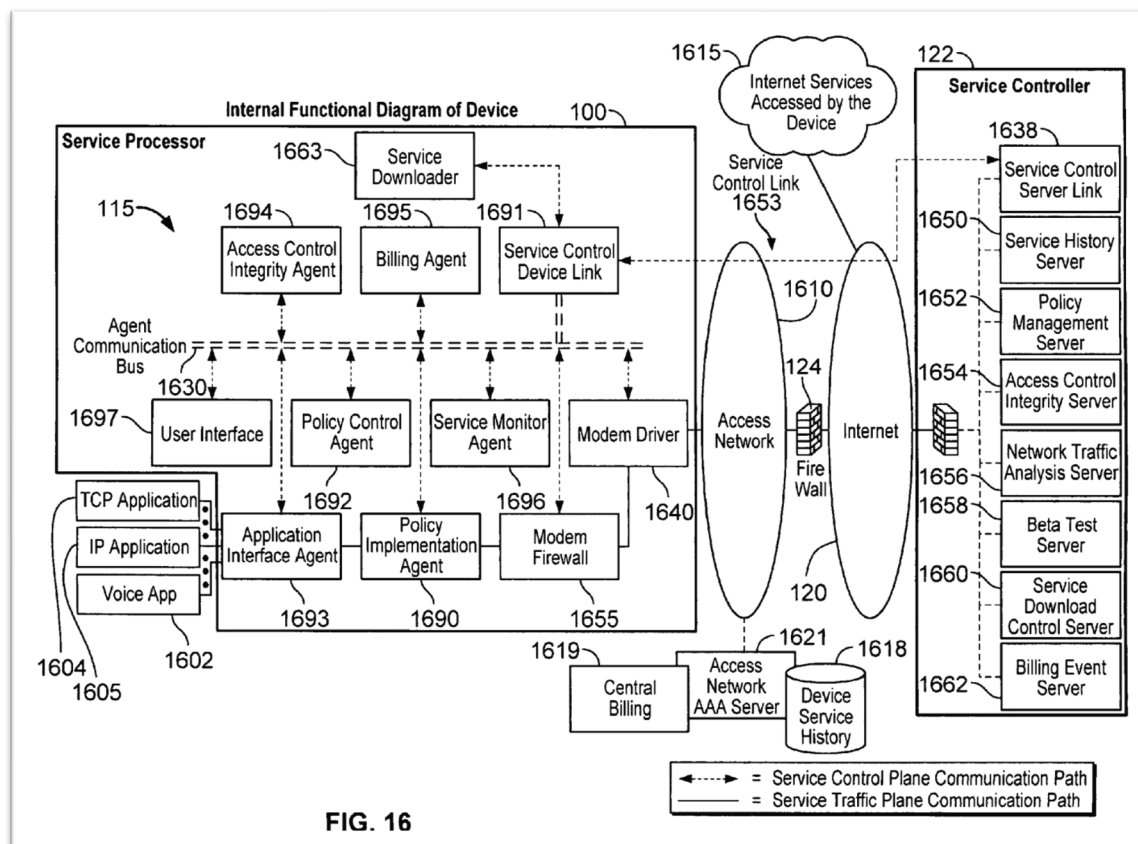 Internal Functional Diagram of Device
100
Service Processor
115
1663
Service
Downloader
1694
Access Control
Integrity Agent
1695
Billing Agent
1691
Service Control
Device Link
Agent
Communication
Bus
1630
1697
User Interface
Policy Control
Agent
1692
Service Monitor
Agent
1696
Modem Driver
1640
TCP Application
IP Application
Voice App
1604
1605
1602
Application
Interface Agent
1693
Policy
Implementation
Agent
1690
Modem
Firewall
1655
1615
Internet Services
Accessed by the
Device
Service
Control Link
1653
1610
Access
Network
124
Fire
Wall
Internet
120
1619
Central
Billing
1621
Access
Network
AAA Server
1618
Device
Service
History
122
Service Controller
1638
Service Control
Server Link
1650
Service History
Server
1652
Policy
Management
Server
1654
Access Control
Integrity Server
Network Traffic
Analysis Server
1656
1658
Beta Test
Server
1660
Service
Download
Control Server
Billing Event
Server
1662
= Service Control Plane Communication Path
= Service Traffic Plane Communication Path
FIG. 16